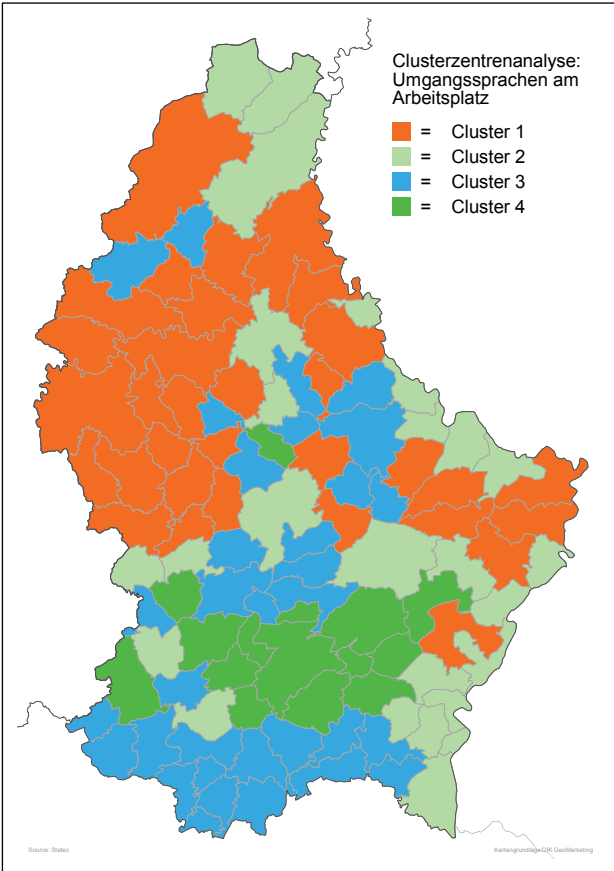 Clusterzentrenanalyse:
Umgangssprachen am
Arbeitsplatz
= Cluster 1
= Cluster 2
= Cluster 3
= Cluster 4
Source: Statec
Kartengrundlage GfK GeoMarketing